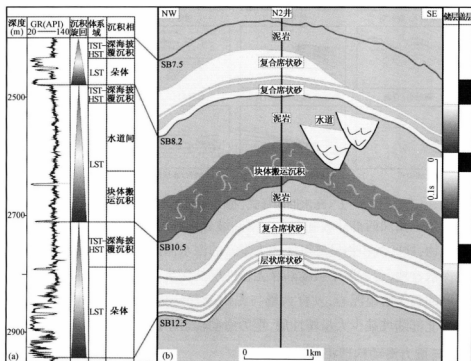 深度
(m)
GR(API)
20 140
沉积
旋回
体系
域
沉积相
TST-
HST
深海披
覆沉积
LST
朵体
TST-
HST
深海披
覆沉积
2500
水道间
LST
块体搬
运沉积
2700
TST-
HST
深海披
覆沉积
LST
朵体
2900
(a)
NW
N2井
SE
泥岩
SB7.5
复合席状砂
复合席状砂
SB8.2
泥岩
水道
块体搬运沉积
泥岩
SB10.5
复合席状砂
层状席状砂
SB12.5
(b)
0 1km
0
0.1s
储层
盖层